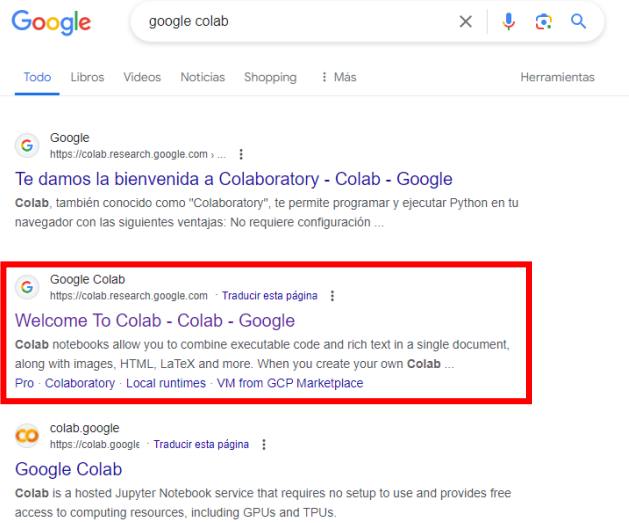 Google
google colab
Todo Libros Videos Noticias Shopping Más Herramientas
Google
https://colab.research.google.com › ...
Te damos la bienvenida a Colaboratory - Colab - Google
Colab, también conocido como "Colaboratory", te permite programar y ejecutar Python en tu
navegador con las siguientes ventajas: No requiere configuración ...
Google Colab
https://colab.research.google.com · Traducir esta página
Welcome To Colab - Colab - Google
Colab notebooks allow you to combine executable code and rich text in a single document,
along with images, HTML, LaTeX and more. When you create your own Colab ...
Pro · Colaboratory · Local runtimes · VM from GCP Marketplace
colab.google
https://colab.google · Traducir esta página
Google Colab
Colab is a hosted Jupyter Notebook service that requires no setup to use and provides free
access to computing resources, including GPUs and TPUs.